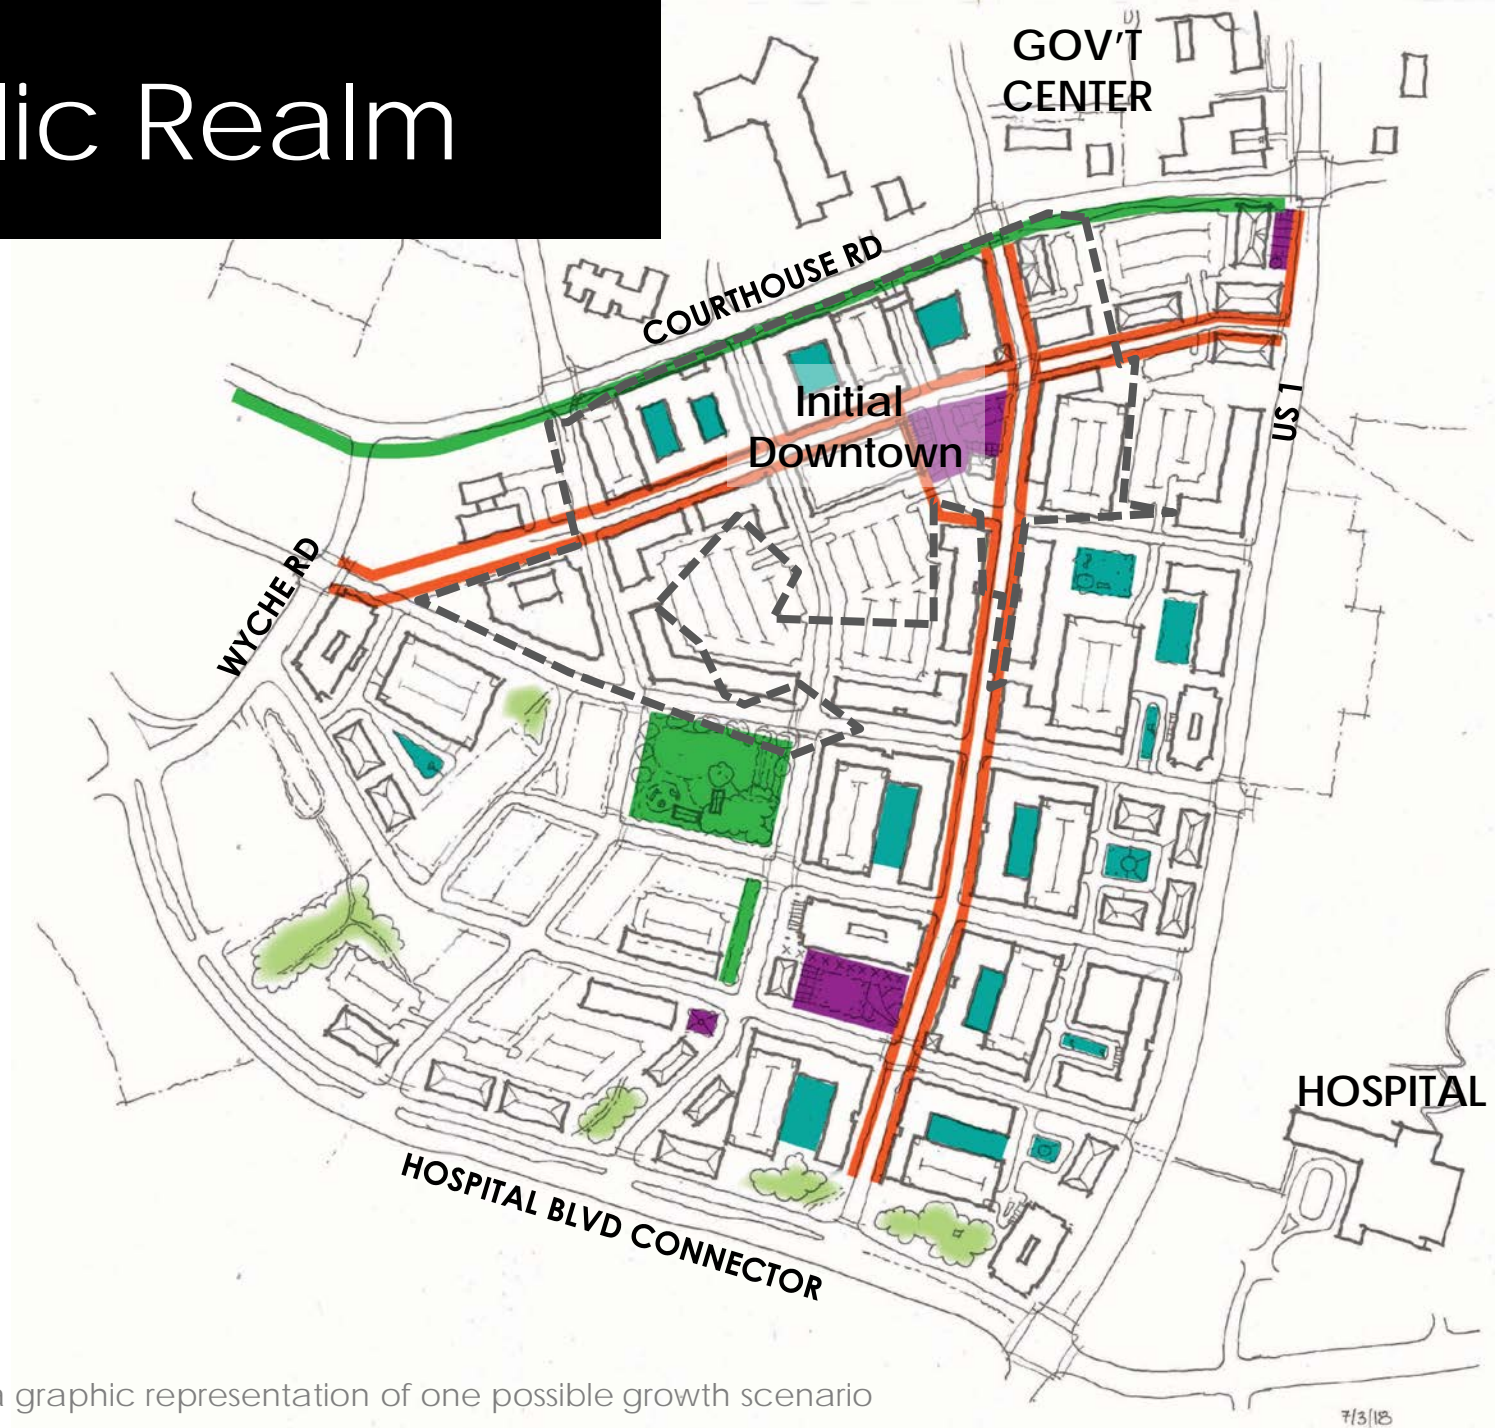 lic Realm
GOV'T
CENTER
COURTHOUSE RD
Initial
Downtown
US 1
WYCHE RD
HOSPITAL
HOSPITAL BLVD CONNECTOR
graphic representation of one possible growth scenario
7/3/18